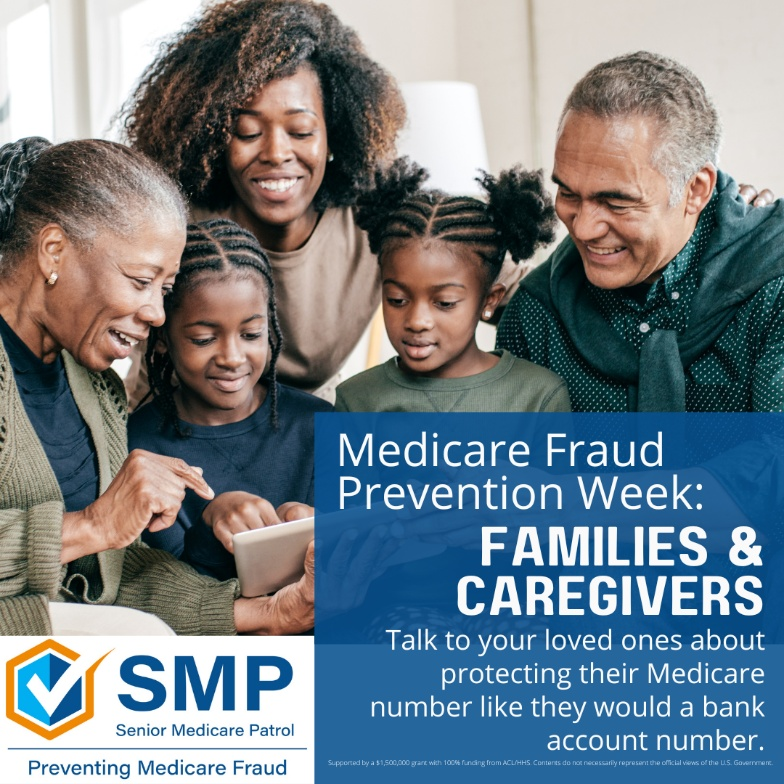 Medicare Fraud
Prevention Week:
FAMILIES &
CAREGIVERS
Talk to your loved ones about
protecting their Medicare
number like they would a bank
account number.
SMP
Senior Medicare Patrol
Preventing Medicare Fraud
Supported by a $1,500,000 grant with 100% funding from ACL/HHS. Contents do not necessarily represent the official views of the U.S. Government.